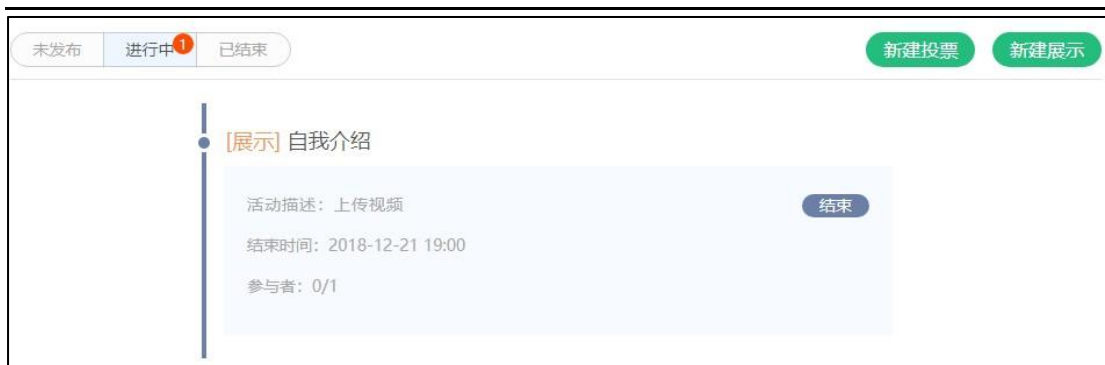 未发布 进行中 1 已结束 新建投票 新建展示
[展示] 自我介绍
活动描述：上传视频 结束
结束时间：2018-12-21 19:00
参与者：0/1